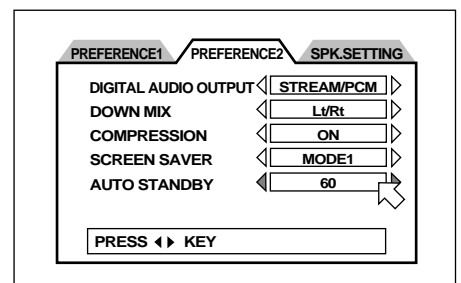 PREFERENCE1 PREFERENCE2 SPK.SETTING
DIGITAL AUDIO OUTPUT STREAM/PCM
DOWN MIX Lt/Rt
COMPRESSION ON
SCREEN SAVER MODE1
AUTO STANDBY 60
PRESS ◀ ▶ KEY